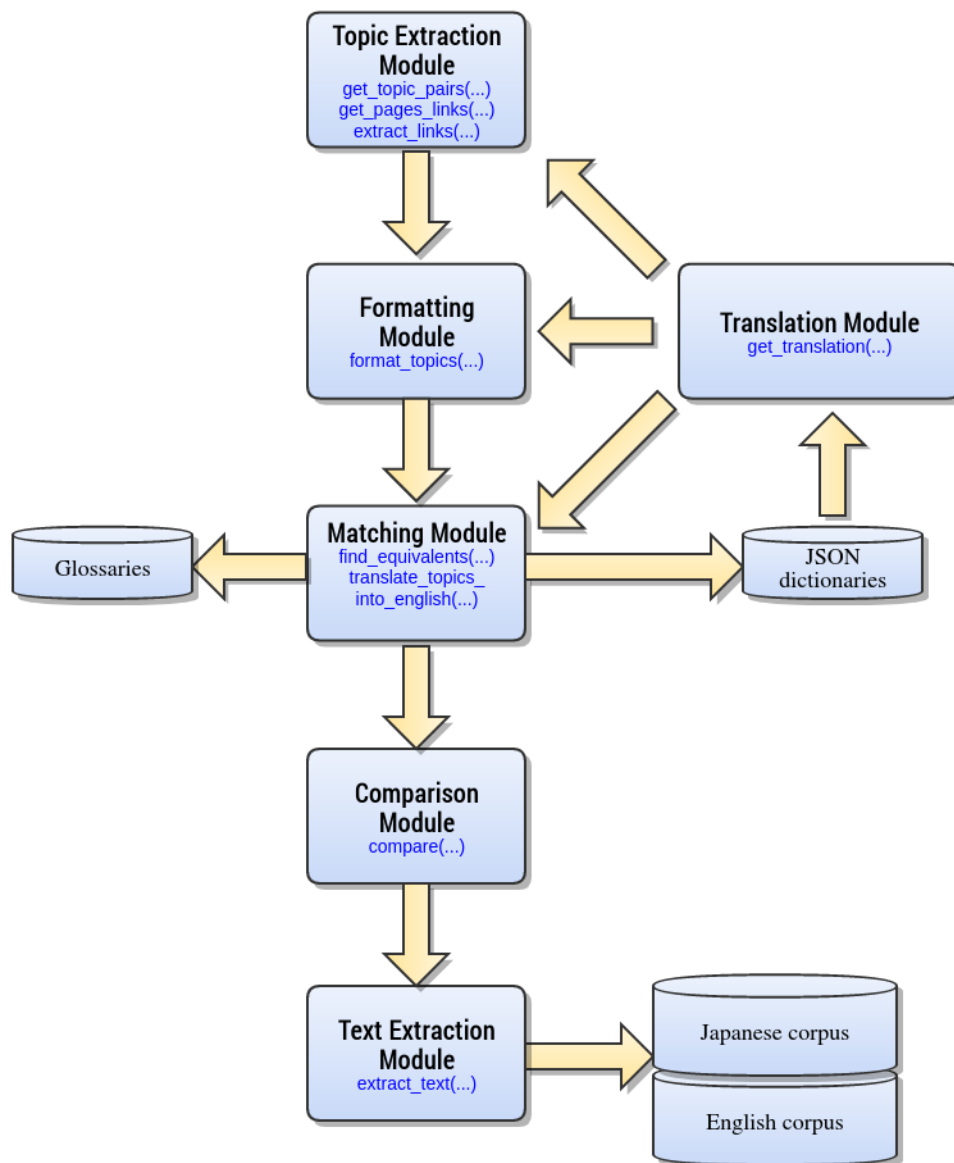 Topic Extraction
Module
get_topic_pairs(...)
get_pages_links(...)
extract_links(...)
Formatting
Module
format_topics(...)
Translation Module
get_translation(...)
Matching Module
find_equivalents(...)
translate_topics_
into_english(...)
Glossaries
JSON
dictionaries
Comparison
Module
compare(...)
Text Extraction
Module
extract_text(...)
Japanese corpus
English corpus